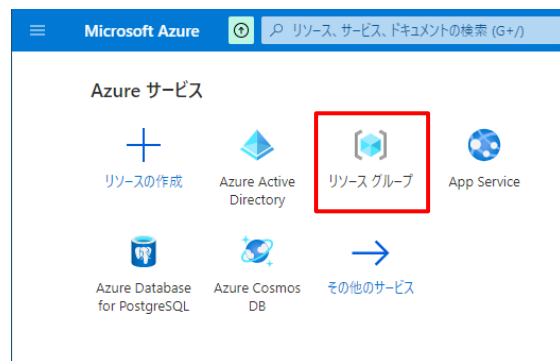 Microsoft Azure
リソース、サービス、ドキュメントの検索 (G+/)
Azure サービス
リソースの作成
Azure Active
Directory
リソース グループ
App Service
Azure Database
for PostgreSQL
Azure Cosmos
DB
その他のサービス